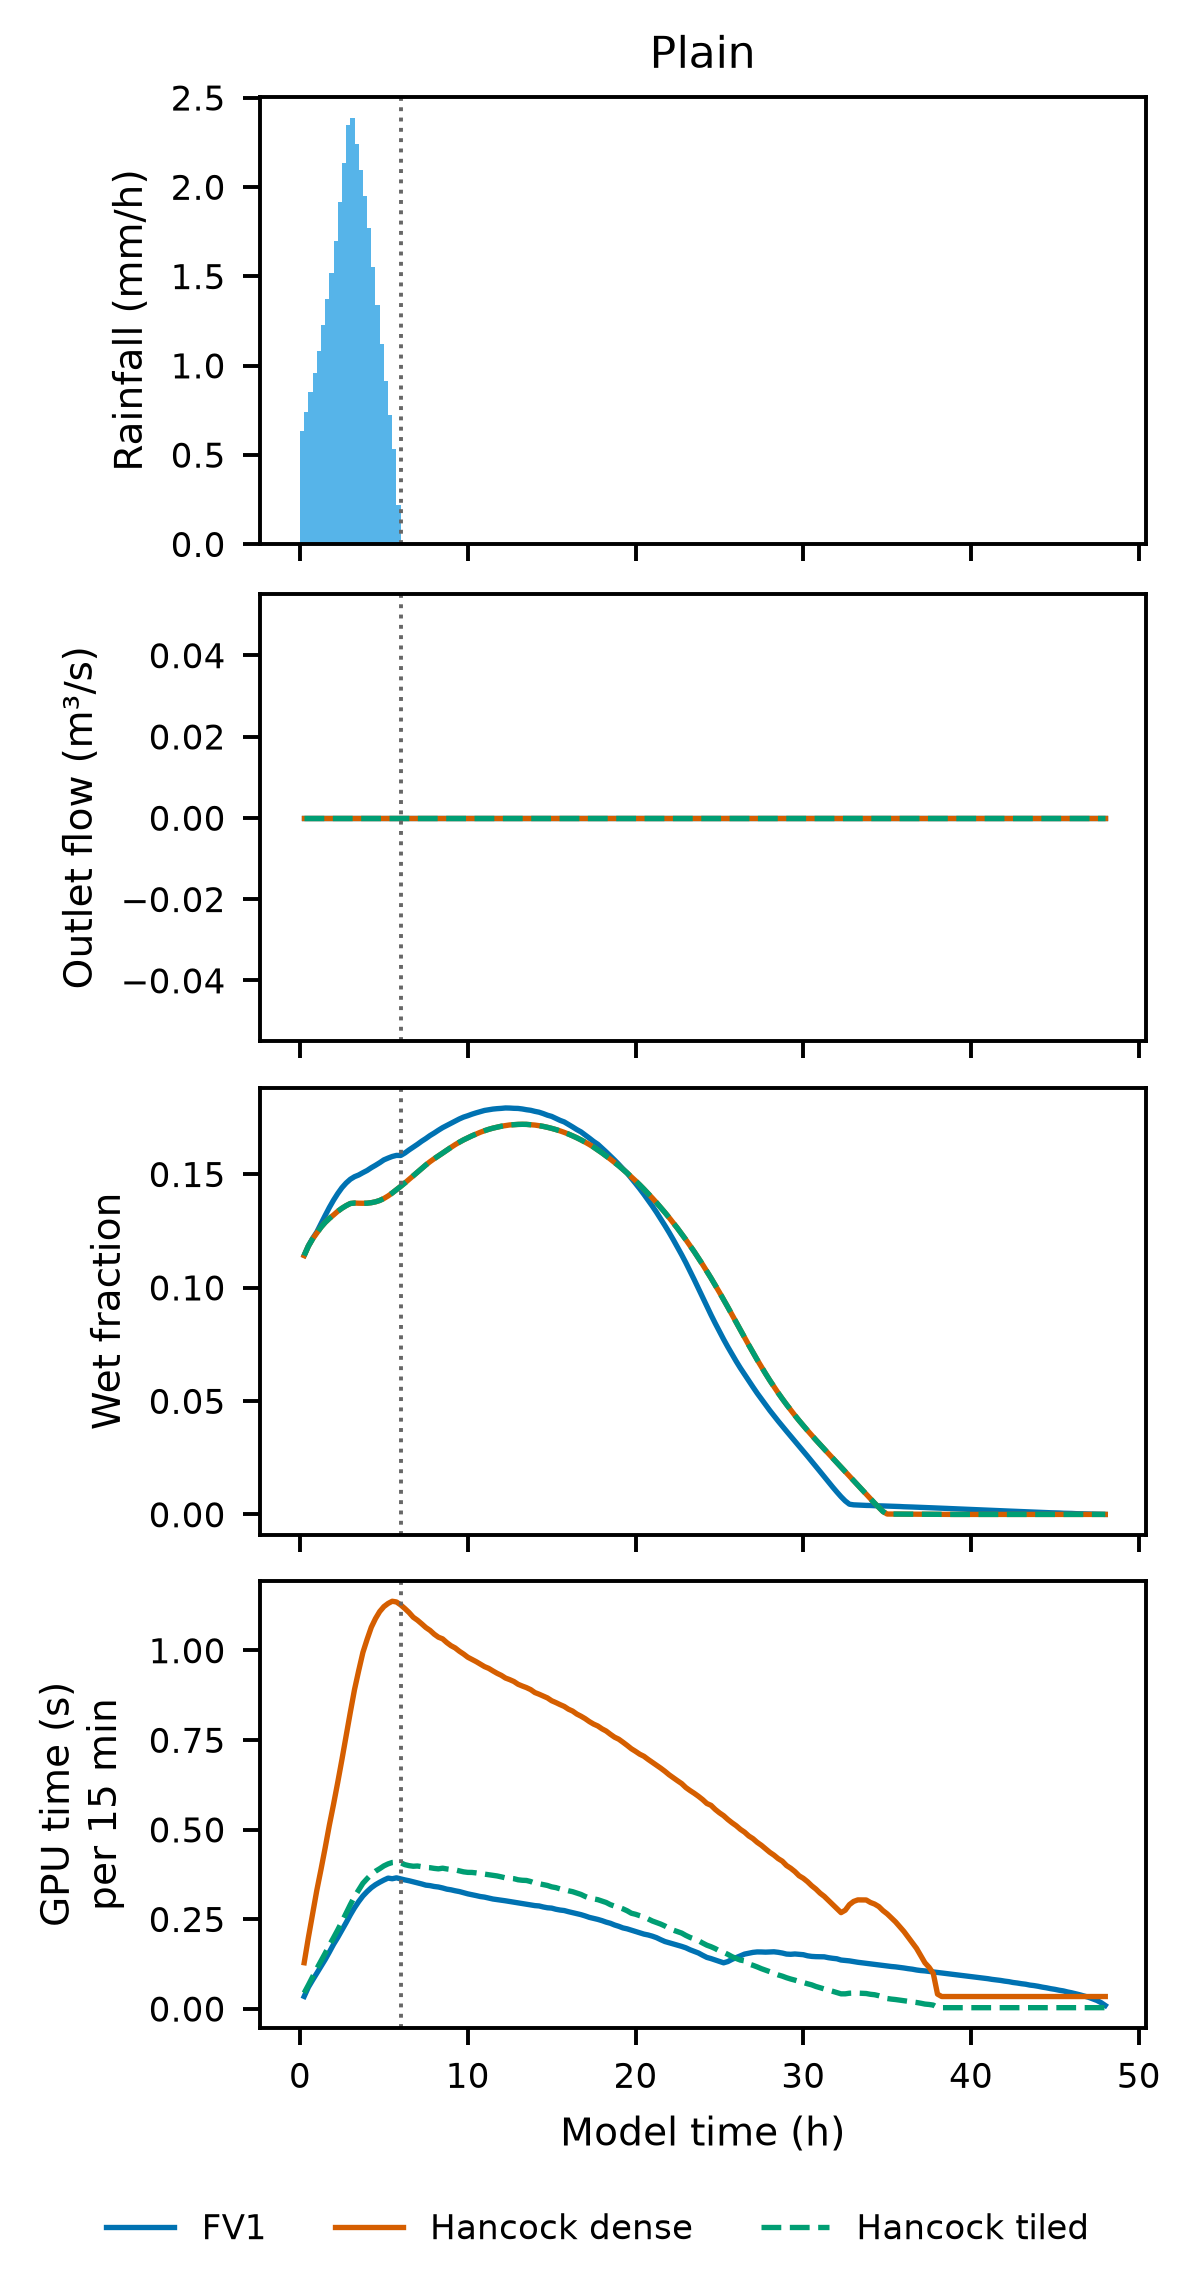 Plain
2.5
2.0
1.5
1.0
0.5
0.0
Rainfall (mm/h)
0.04
0.02
0.00
−0.02
−0.04
Outlet flow (m³/s)
0.15
0.10
0.05
0.00
Wet fraction
1.00
0.75
0.50
0.25
0.00
GPU time (s)
per 15 min
0 10 20 30 40 50
Model time (h)
FV1 Hancock dense Hancock tiled